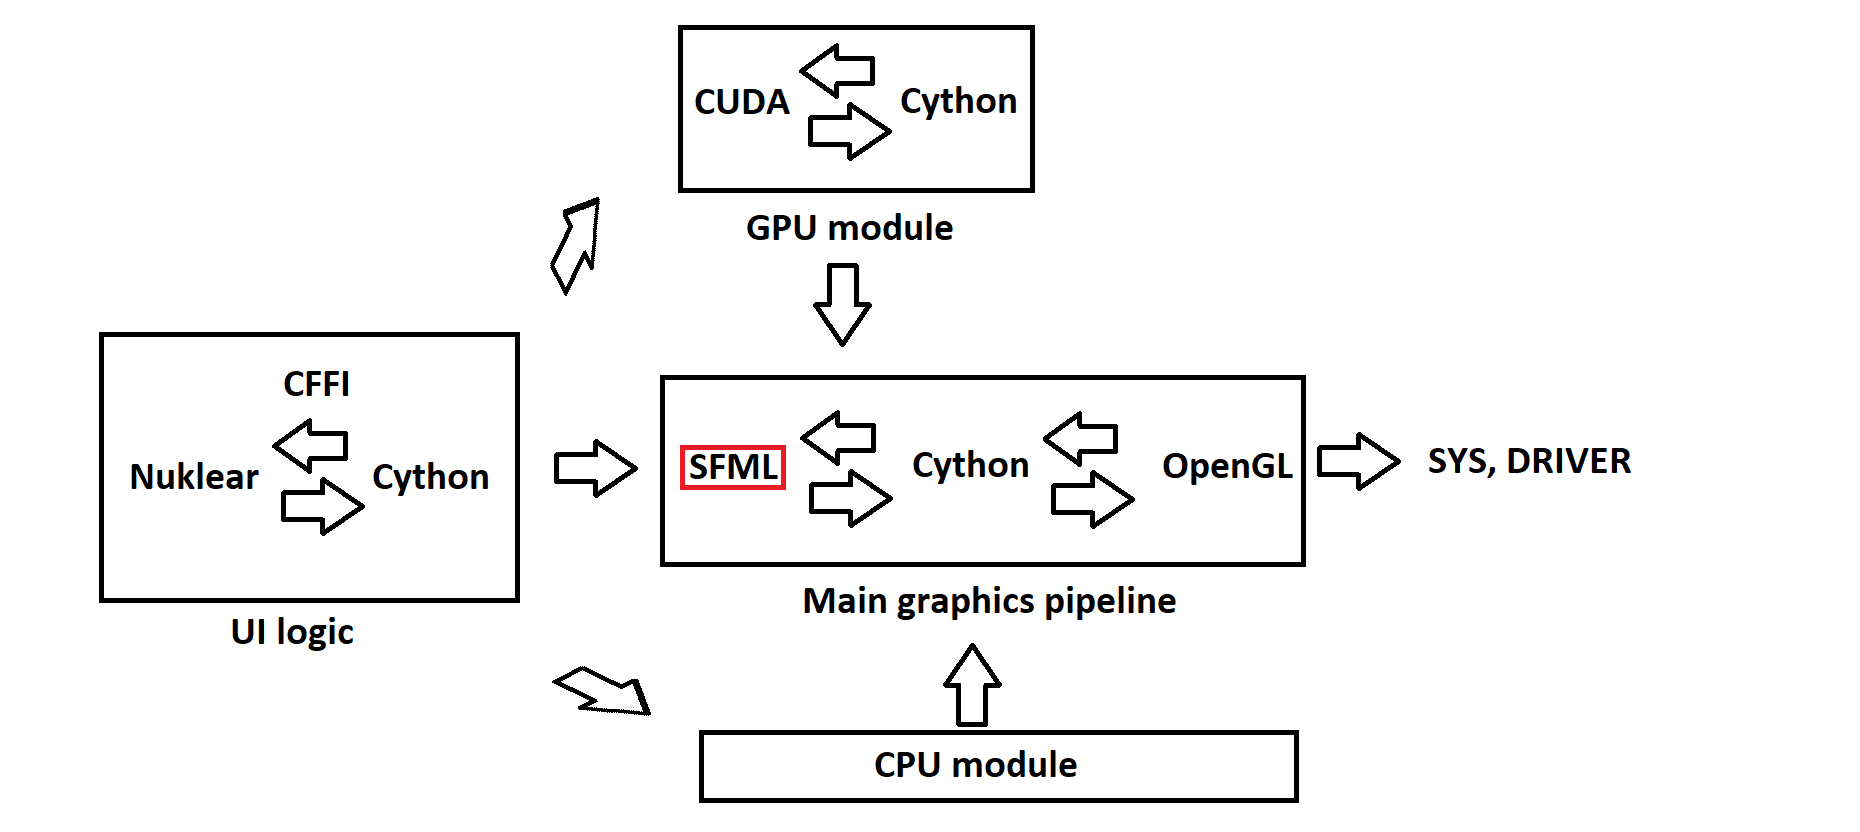 CUDA
Cython
GPU module
CFFI
Nuklear
Cython
UI logic
SFML
Cython
OpenGL
Main graphics pipeline
SYS, DRIVER
CPU module